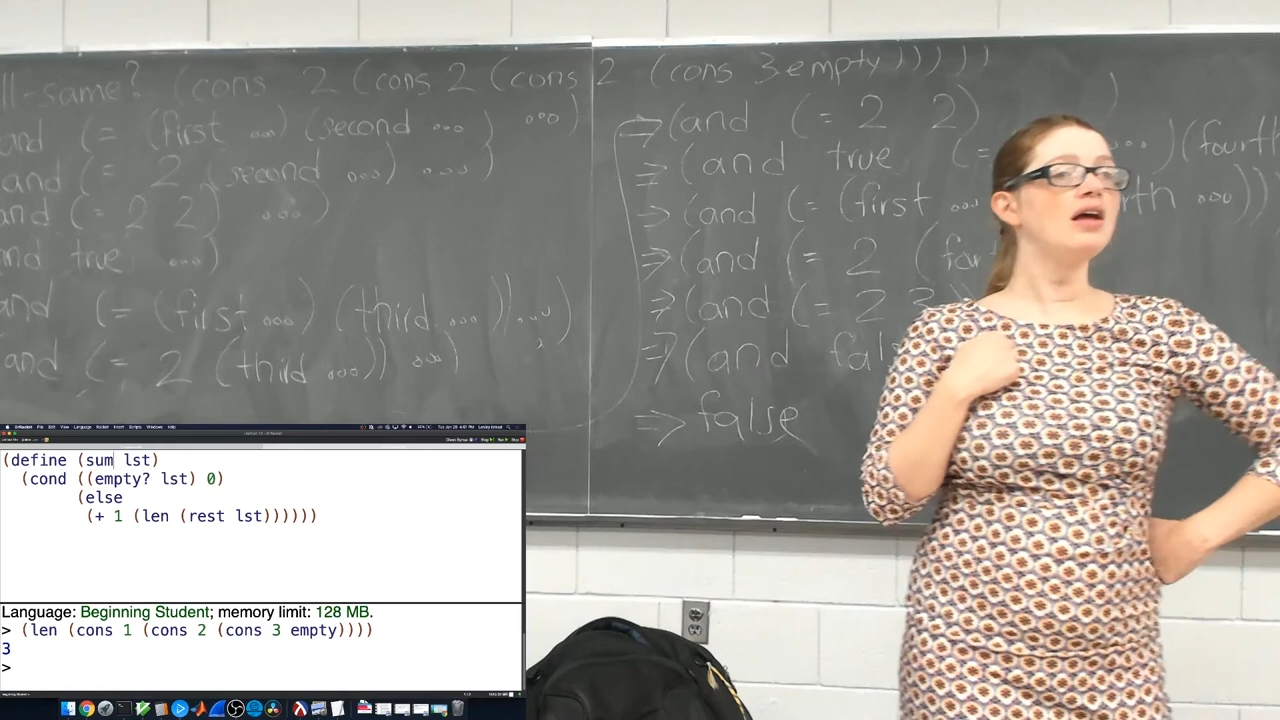 ll-same? (cons 2 (cons 2 (cons 2 (cons 3 empty)))))
and (= (first ...) (second ...) ...)
and (= 2 (second ...) ...)
and (= 2 2) ...)
and true ...)
and (= (first ...) (third ...)) ...)
and (= 2 (third ...)) ...)
⇒ (and (= 2 2) )
⇒ (and true (= ...) (fourth
⇒ (and (= (first ... rth ...))
⇒ (and (= 2 (four
⇒ (and (= 2 3)
⇒ (and fals
⇒ false
(define (sum lst)
(cond ((empty? lst) 0)
(else
(+ 1 (len (rest lst))))))
Language: Beginning Student; memory limit: 128 MB.
> (len (cons 1 (cons 2 (cons 3 empty))))
3
>